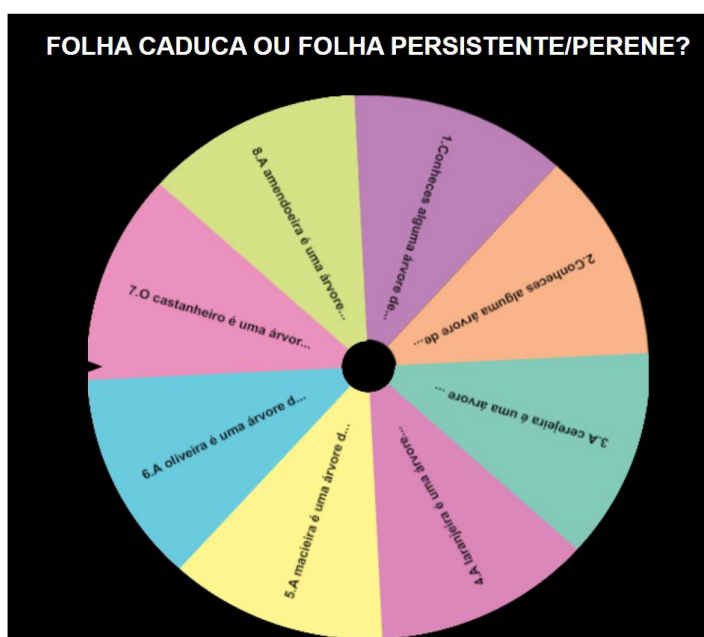 FOLHA CADUCA OU FOLHA PERSISTENTE/PERENE?
1.Conheces alguma árvore de...
2.Conheces alguma árvore de...
3.A cerejeira é uma árvore ...
4.A laranjeira é uma árvore...
5.A macieira é uma árvore d...
6.A oliveira é uma árvore d...
7.O castanheiro é uma árvor...
8.A amendoeira é uma árvore...